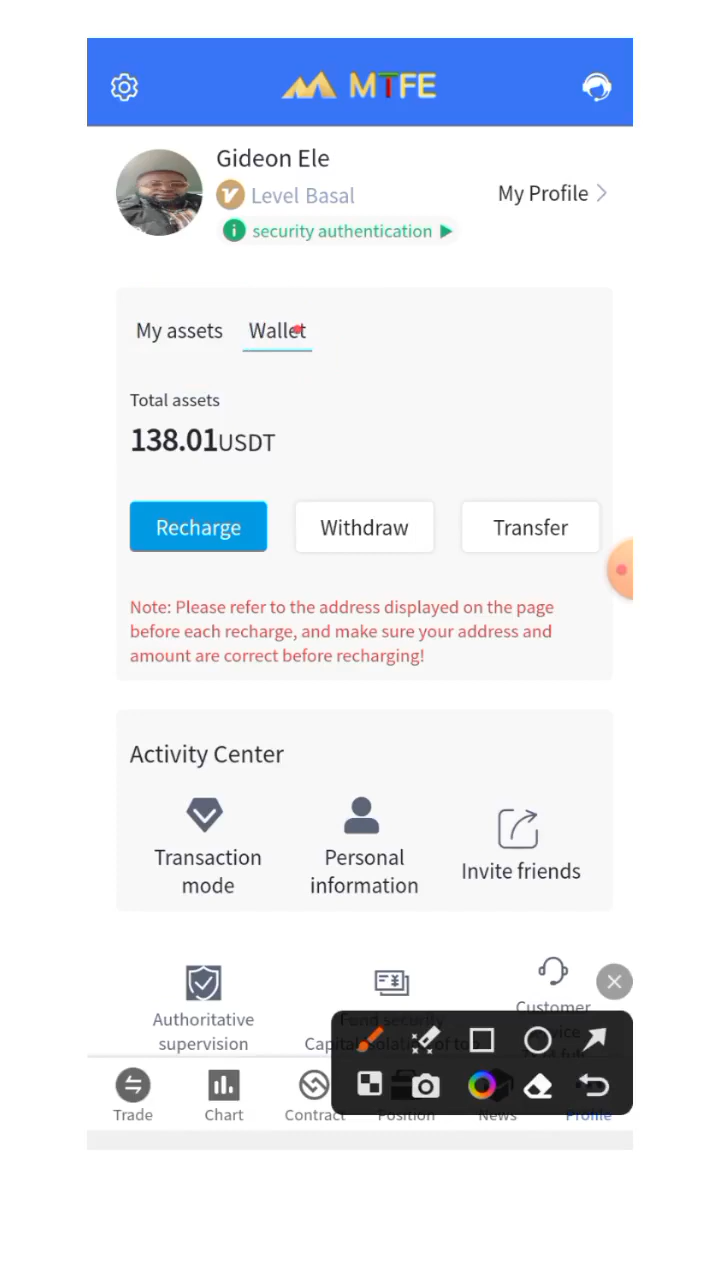 MTFE
Gideon Ele
Level Basal
My Profile
security authentication
My assets Wallet
Total assets
138.01USDT
Recharge Withdraw Transfer
Note: Please refer to the address displayed on the page
before each recharge, and make sure your address and
amount are correct before recharging!
Activity Center
Transaction
mode
Personal
information
Invite friends
Authoritative
supervision
Fund security
Customer
Trade Chart Contract Position News Profile